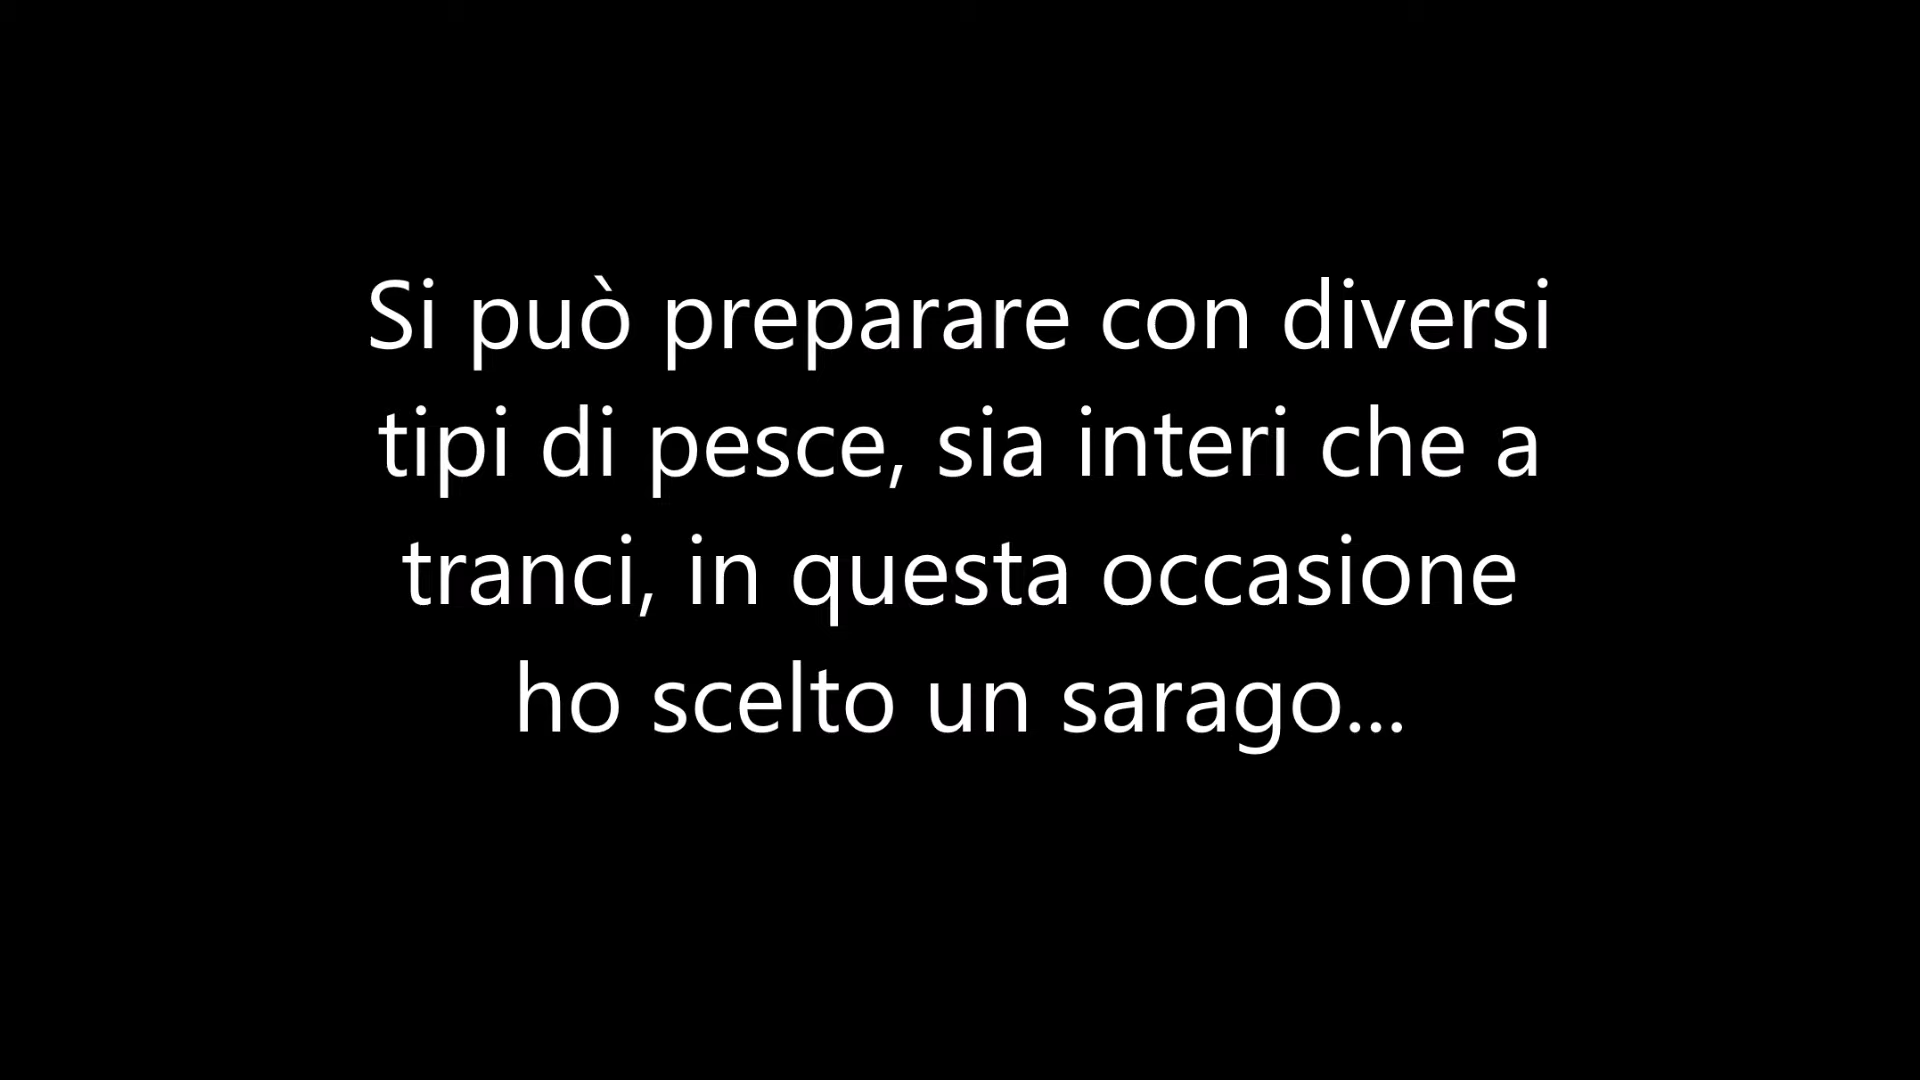 Si può preparare con diversi
tipi di pesce, sia interi che a
tranci, in questa occasione
ho scelto un sarago...